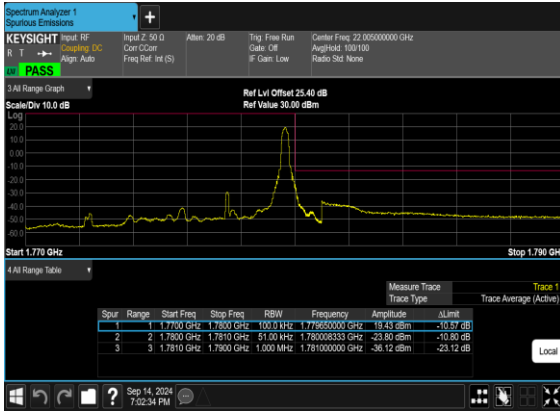 Spectrum Analyzer 1
Spurious Emissions
+
KEYSIGHT Input: RF Input Z: 50 Ω Atten: 20 dB Trig: Free Run Center Freq: 22.005000000 GHz
R T Coupling: DC Corr CCorr Gate: Off Avg|Hold: 100/100
Align: Auto Freq Ref: Int (S) IF Gain: Low Radio Std: None
PASS
3 All Range Graph
Ref Lvl Offset 25.40 dB
Scale/Div 10.0 dB Ref Value 30.00 dBm
Log
20.0
10.0
0.00
-10.0
-20.0
-30.0
-40.0
-50.0
-60.0
Start 1.770 GHz Stop 1.790 GH
4 All Range Table
Measure Trace Trace 1
Trace Type Trace Average (Active)
Spur Range Start Freq Stop Freq RBW Frequency Amplitude ΔLimit
1 1 1.7700 GHz 1.7800 GHz 100.0 kHz 1.779650000 GHz 19.43 dBm -10.57 dB
2 2 1.7800 GHz 1.7810 GHz 51.00 kHz 1.780008333 GHz -23.80 dBm -10.80 dB
3 3 1.7810 GHz 1.7900 GHz 1.000 MHz 1.781000000 GHz -36.12 dBm -23.12 dB
Local
?
Sep 14, 2024
7:02:34 PM